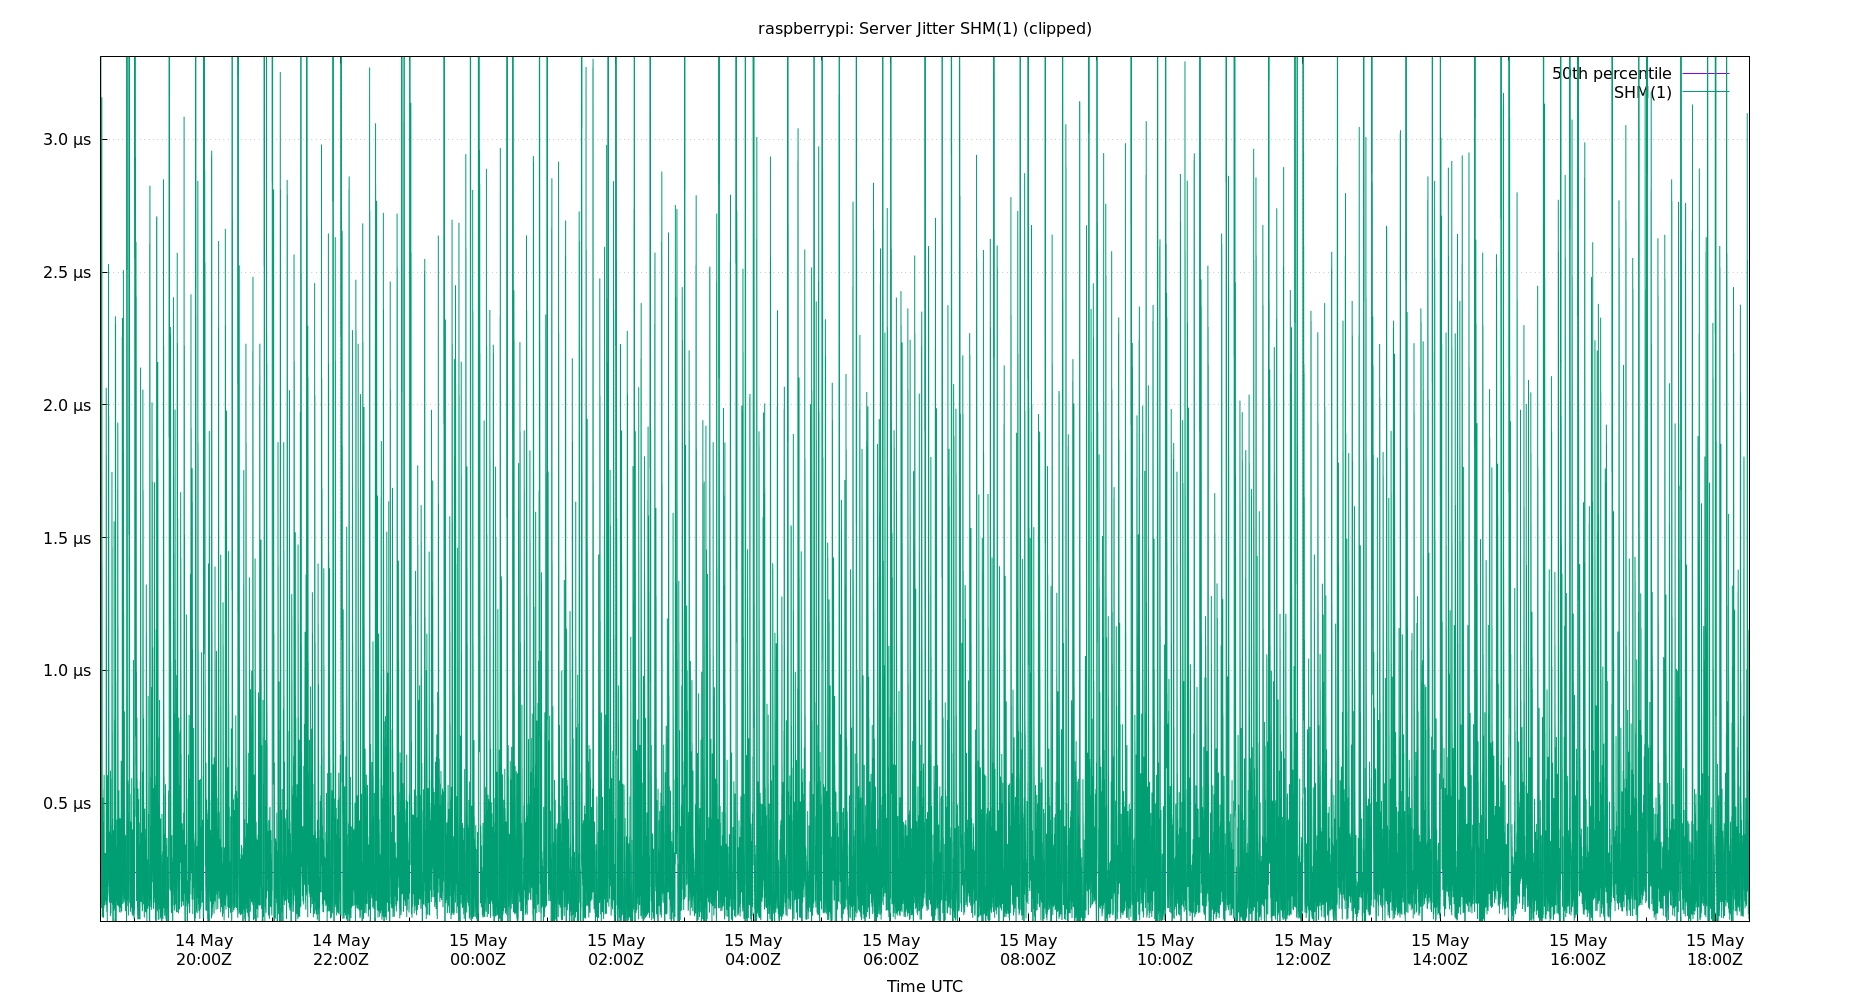 raspberrypi: Server Jitter SHM(1) (clipped)
50th percentile
SHM(1)
3.0 µs
2.5 µs
2.0 µs
1.5 µs
1.0 µs
0.5 µs
14 May 14 May 15 May 15 May 15 May 15 May 15 May 15 May 15 May 15 May 15 May 15 May
20:00Z 22:00Z 00:00Z 02:00Z 04:00Z 06:00Z 08:00Z 10:00Z 12:00Z 14:00Z 16:00Z 18:00Z
Time UTC